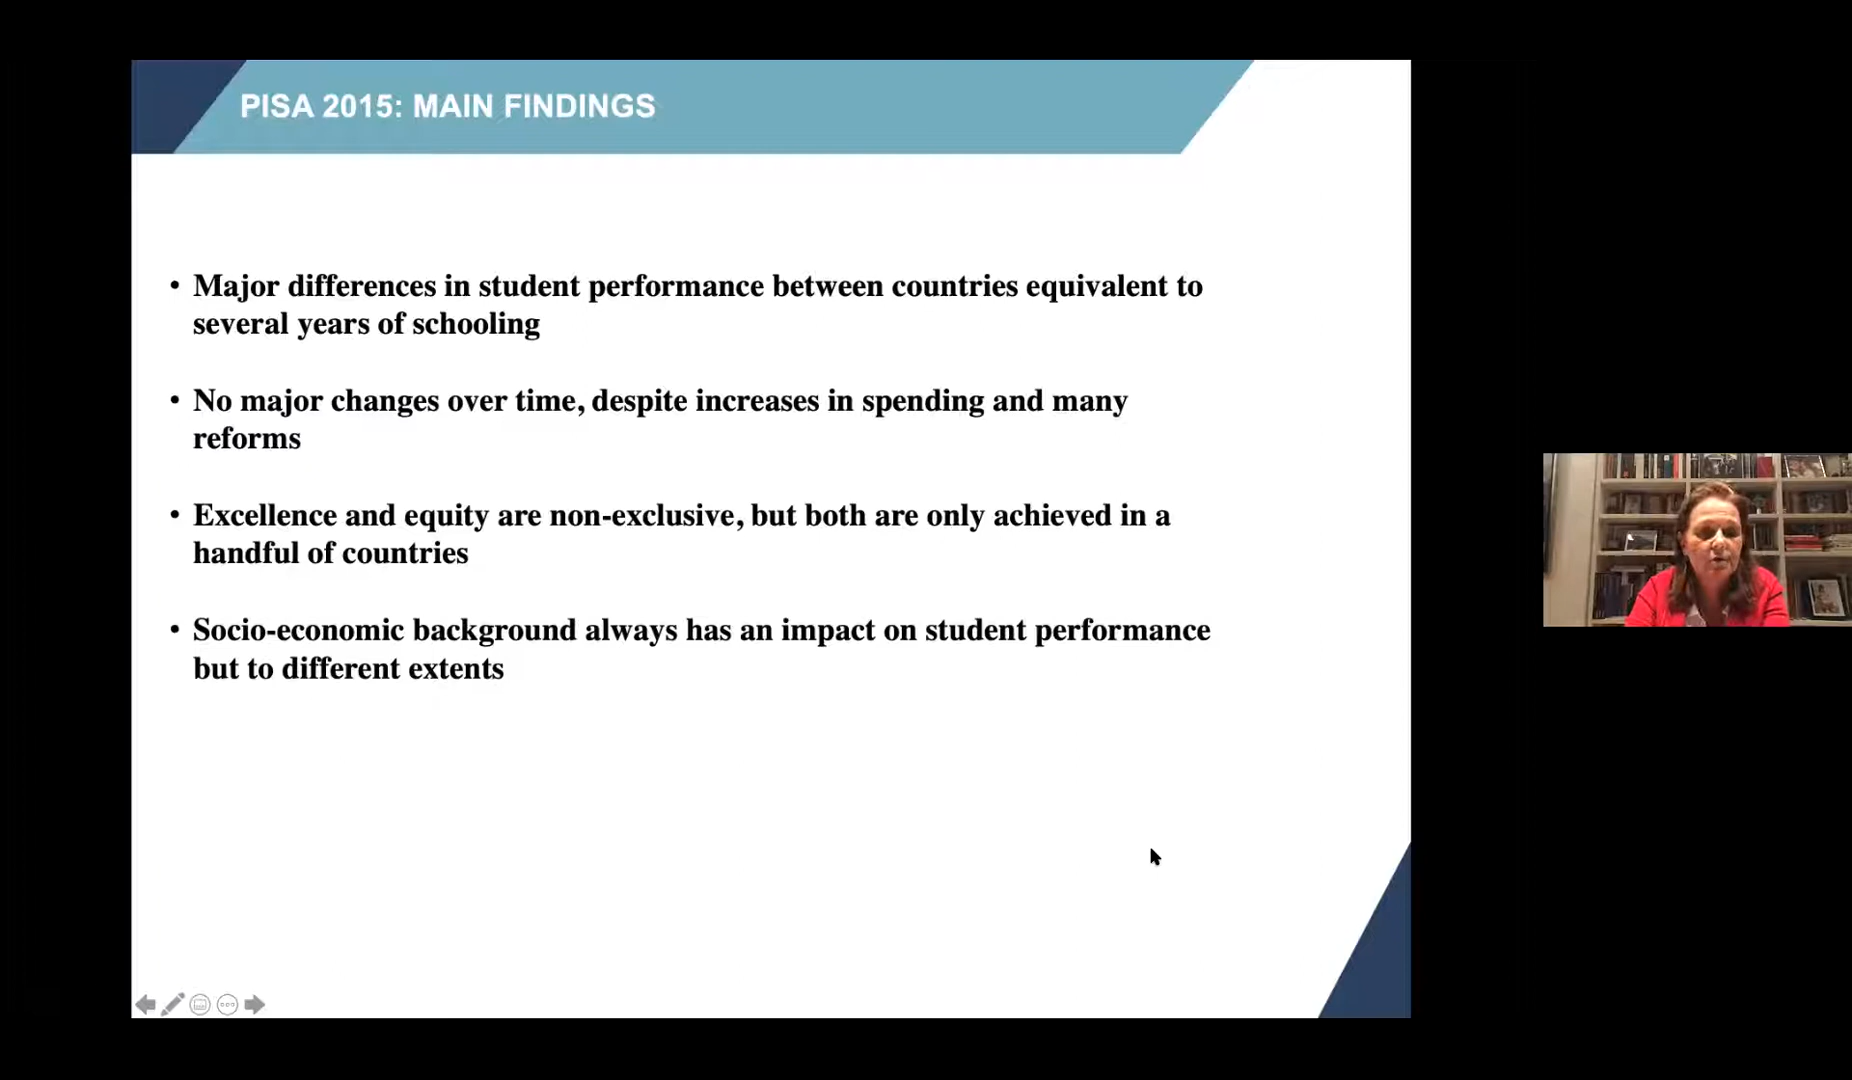 PISA 2015: MAIN FINDINGS
• Major differences in student performance between countries equivalent to
several years of schooling
• No major changes over time, despite increases in spending and many
reforms
• Excellence and equity are non-exclusive, but both are only achieved in a
handful of countries
• Socio-economic background always has an impact on student performance
but to different extents